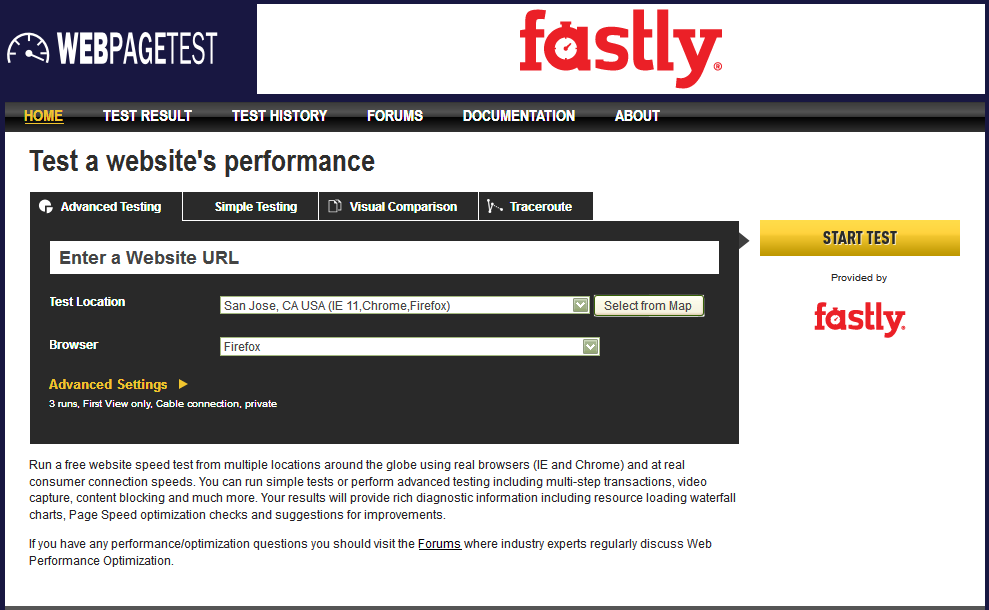 WEBPAGETEST
fastly®
HOME TEST RESULT TEST HISTORY FORUMS DOCUMENTATION ABOUT
Test a website's performance
Advanced Testing Simple Testing Visual Comparison Traceroute
Enter a Website URL
START TEST
Test Location San Jose, CA USA (IE 11,Chrome,Firefox) Select from Map
Provided by
fastly.
Browser Firefox
Advanced Settings
3 runs, First View only, Cable connection, private
Run a free website speed test from multiple locations around the globe using real browsers (IE and Chrome) and at real
consumer connection speeds. You can run simple tests or perform advanced testing including multi-step transactions, video
capture, content blocking and much more. Your results will provide rich diagnostic information including resource loading waterfall
charts, Page Speed optimization checks and suggestions for improvements.
If you have any performance/optimization questions you should visit the Forums where industry experts regularly discuss Web
Performance Optimization.